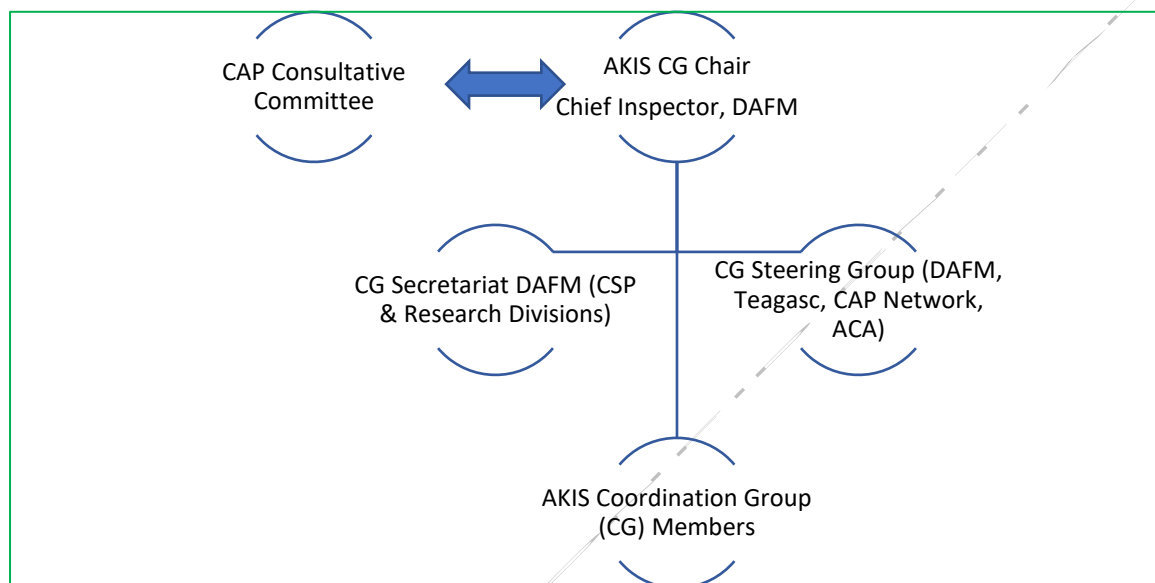 CAP Consultative
Committee
AKIS CG Chair
Chief Inspector, DAFM
CG Secretariat DAFM (CSP
& Research Divisions)
CG Steering Group (DAFM,
Teagasc, CAP Network,
ACA)
AKIS Coordination Group
(CG) Members